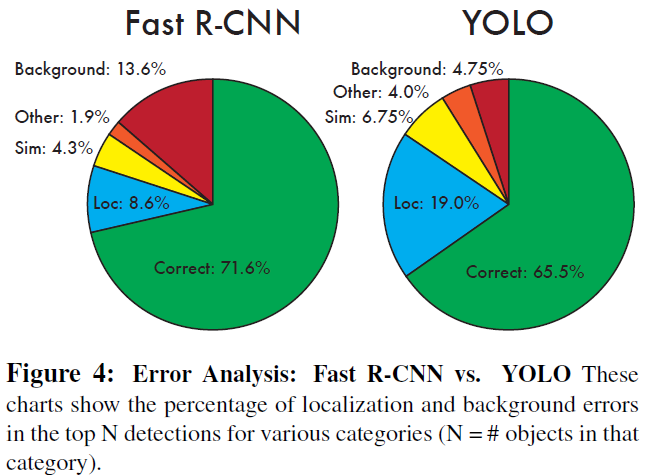 Fast R-CNN
Background: 13.6%
Other: 1.9%
Sim: 4.3%
Loc: 8.6%
Correct: 71.6%
YOLO
Background: 4.75%
Other: 4.0%
Sim: 6.75%
Loc: 19.0%
Correct: 65.5%
Figure 4: Error Analysis: Fast R-CNN vs. YOLO These
charts show the percentage of localization and background errors
in the top N detections for various categories (N = # objects in that
category).